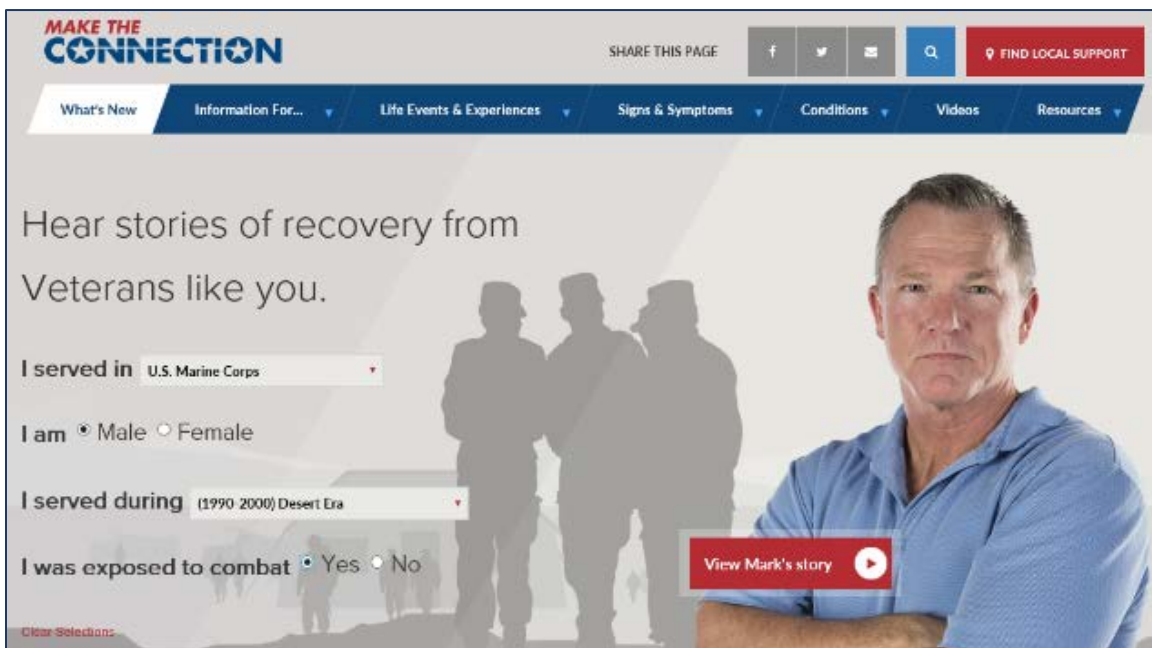 MAKE THE
CONNECTION
SHARE THIS PAGE
FIND LOCAL SUPPORT
What's New
Information For...
Life Events & Experiences
Signs & Symptoms
Conditions
Videos
Resources
Hear stories of recovery from
Veterans like you.
I served in U.S. Marine Corps
I am Male Female
I served during (1990-2000) Desert Era
I was exposed to combat Yes No
View Mark's story
Clear Selections